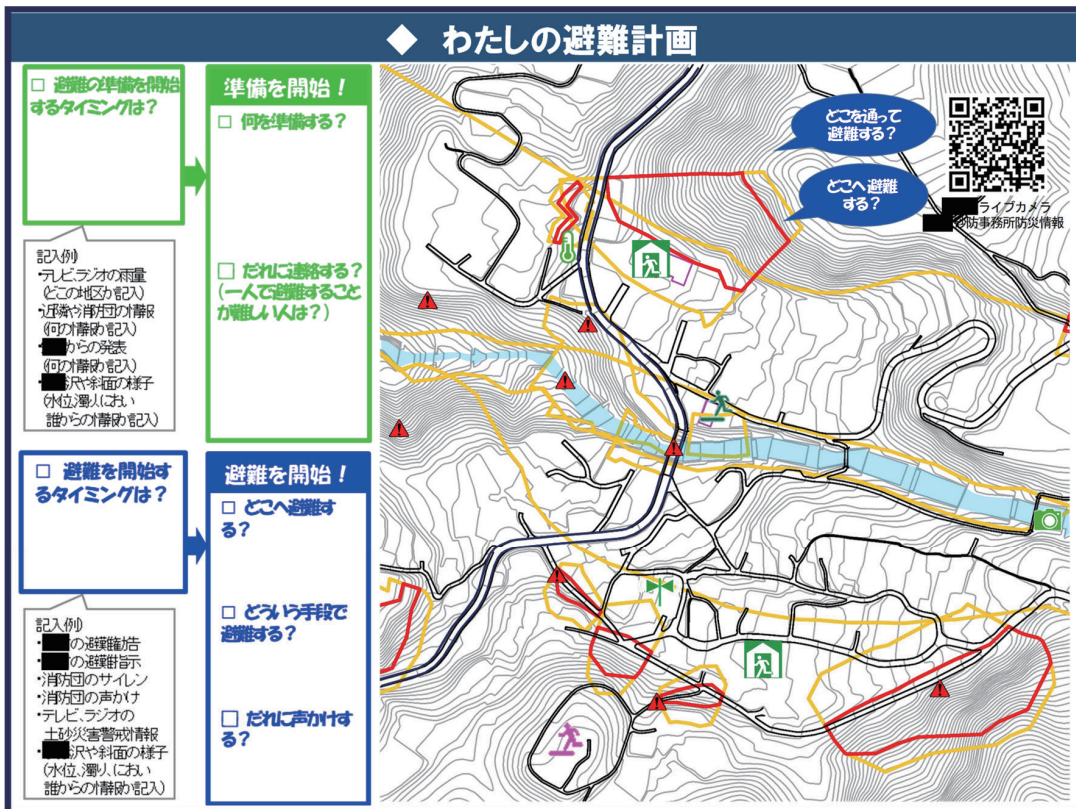 ◆ わたしの避難計画
□ 避難の準備を開始
するタイミングは？
記入例)
・テレビ、ラジオの雨量
(どこの地区か記入)
・近隣や消防団の情報
(何の情報か記入)
・からの発表
(何の情報か記入)
・沢や斜面の様子
(水位、濁り、におい
誰からの情報か記入)
準備を開始！
□ 何を準備する？
□ だれに連絡する？
(一人で避難すること
が難しい人は？)
□ 避難を開始す
るタイミングは？
記入例)
・の避難勧告
・の避難指示
・消防団のサイレン
・消防団の声かけ
・テレビ、ラジオの
土砂災害警戒情報
・沢や斜面の様子
(水位、濁り、におい
誰からの情報か記入)
避難を開始！
□ どこへ避難す
る？
□ どういう手段で
避難する？
□ だれに声かけす
る？
どこを通って
避難する？
どこへ避難
する？
ライブカメラ
砂防事務所防災情報